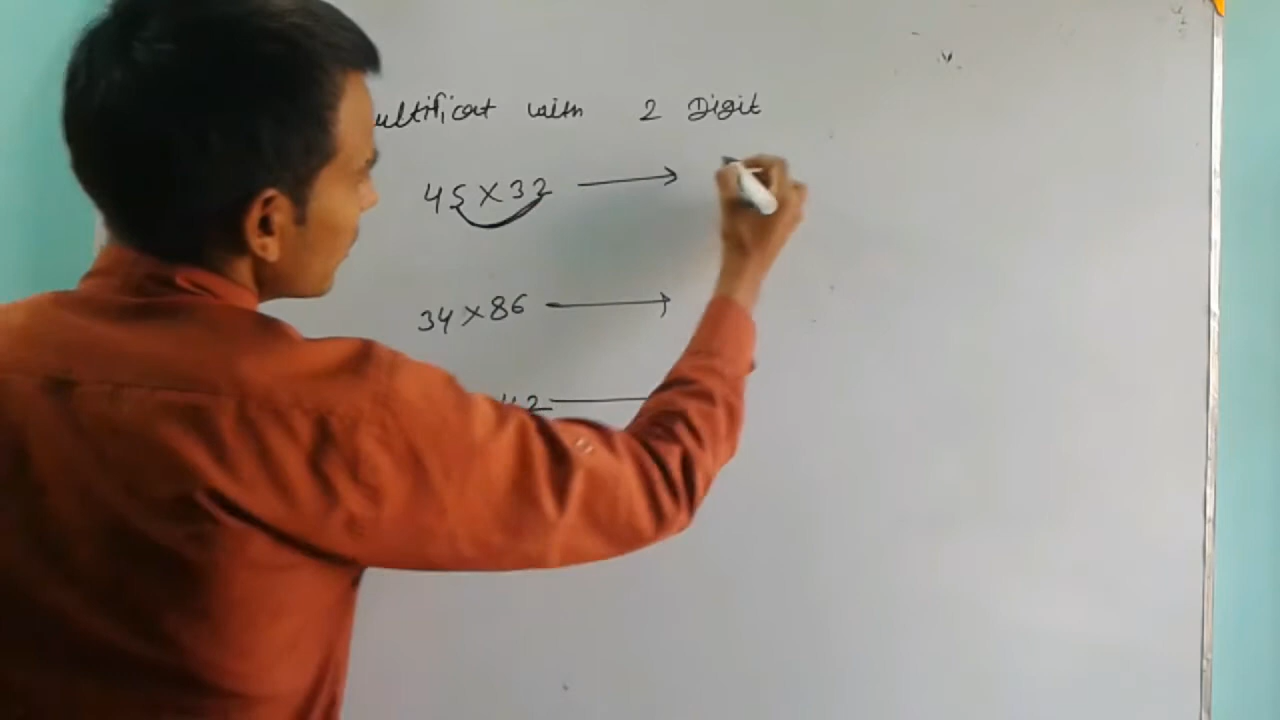 ultificat with 2 Digit
45 × 32 →
34 × 86 →
42